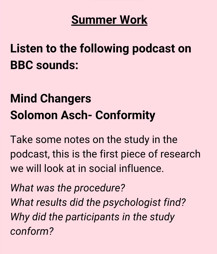 Summer Work
Listen to the following podcast on
BBC sounds:
Mind Changers
Solomon Asch- Conformity
Take some notes on the study in the
podcast, this is the first piece of research
we will look at in social influence.
What was the procedure?
What results did the psychologist find?
Why did the participants in the study
conform?